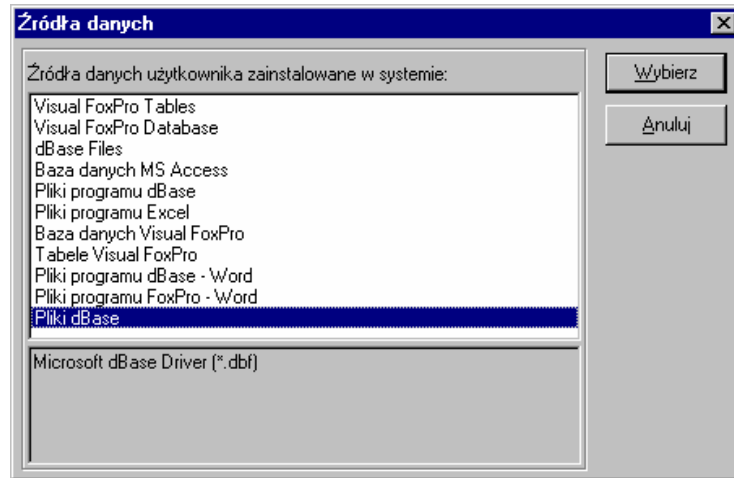 Źródła danych
Źródła danych użytkownika zainstalowane w systemie:
Wybierz
Visual FoxPro Tables
Visual FoxPro Database
dBase Files
Baza danych MS Access
Pliki programu dBase
Pliki programu Excel
Baza danych Visual FoxPro
Tabele Visual FoxPro
Pliki programu dBase - Word
Pliki programu FoxPro - Word
Pliki dBase
Anuluj
Microsoft dBase Driver (*.dbf)